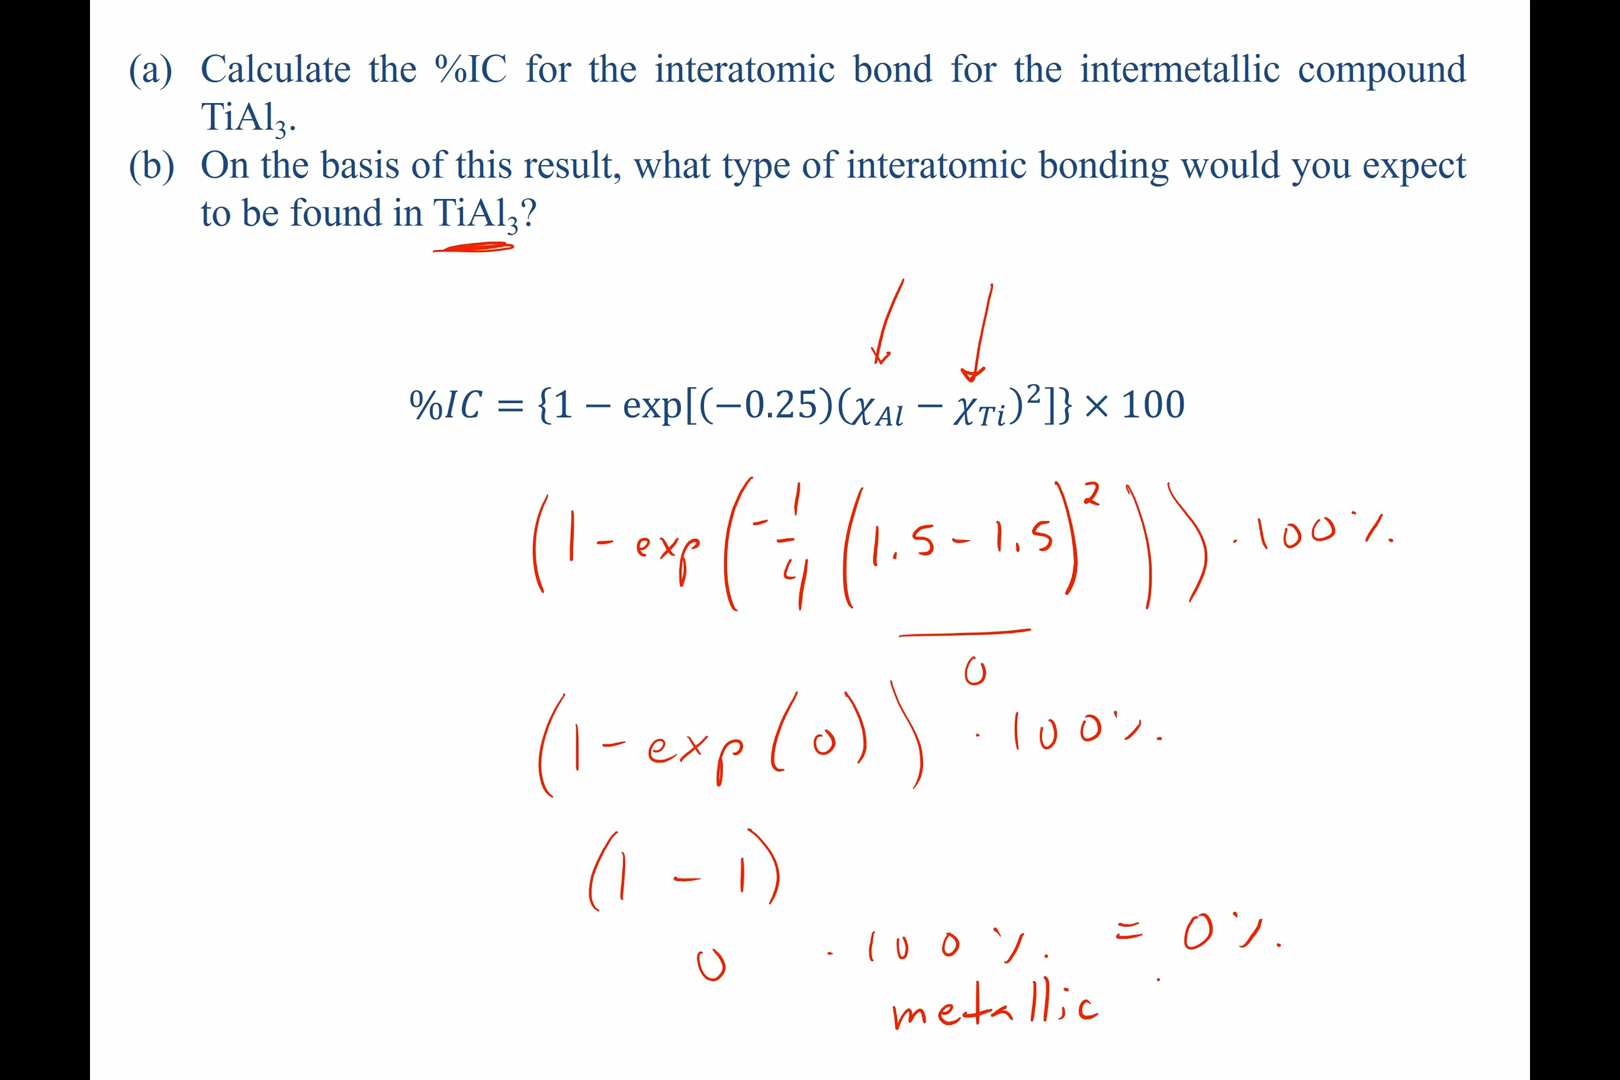 (a) Calculate the %IC for the interatomic bond for the intermetallic compound
TiAl₃.
(b) On the basis of this result, what type of interatomic bonding would you expect
to be found in TiAl₃?
%IC = {1 − exp[(−0.25)(χ_Al − χ_Ti)²]} × 100
(1 - exp(-1/4 (1.5 - 1.5)²)) · 100%
0
(1 - exp(0)) · 100%
(1 - 1)
0 · 100% = 0%
metallic